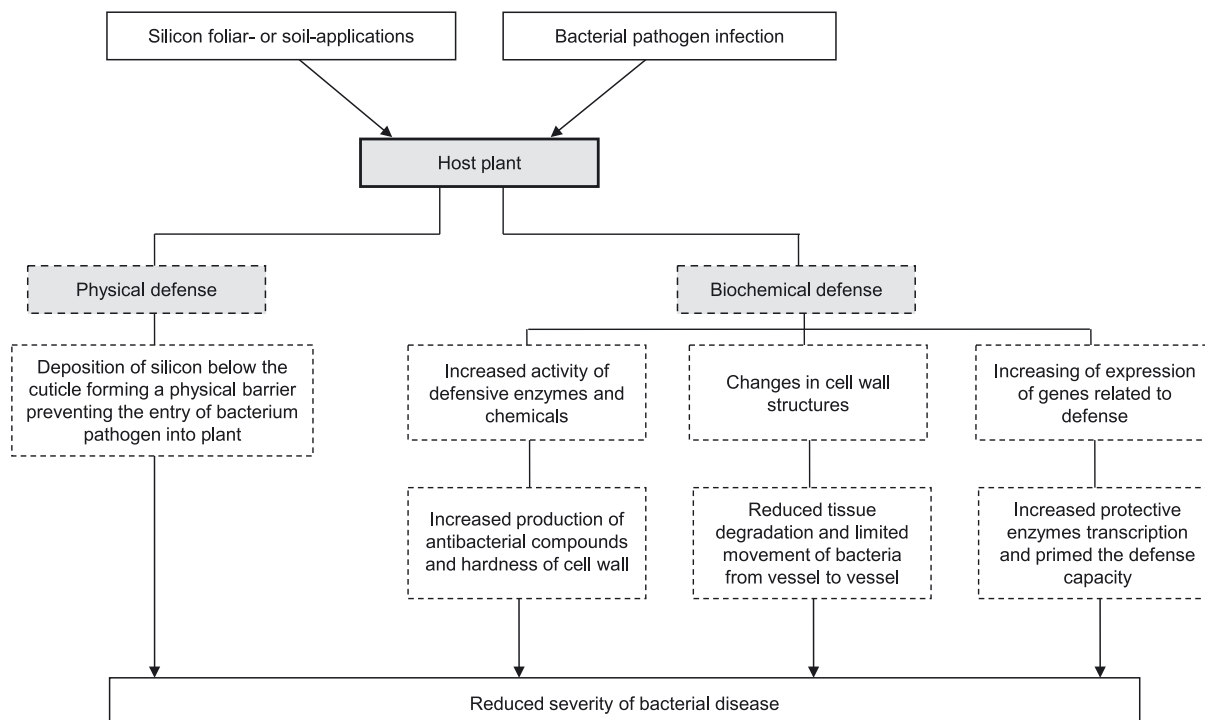 Silicon foliar- or soil-applications
Bacterial pathogen infection
Host plant
Physical defense
Biochemical defense
Deposition of silicon below the
cuticle forming a physical barrier
preventing the entry of bacterium
pathogen into plant
Increased activity of
defensive enzymes and
chemicals
Changes in cell wall
structures
Increasing of expression
of genes related to
defense
Increased production of
antibacterial compounds
and hardness of cell wall
Reduced tissue
degradation and limited
movement of bacteria
from vessel to vessel
Increased protective
enzymes transcription
and primed the defense
capacity
Reduced severity of bacterial disease